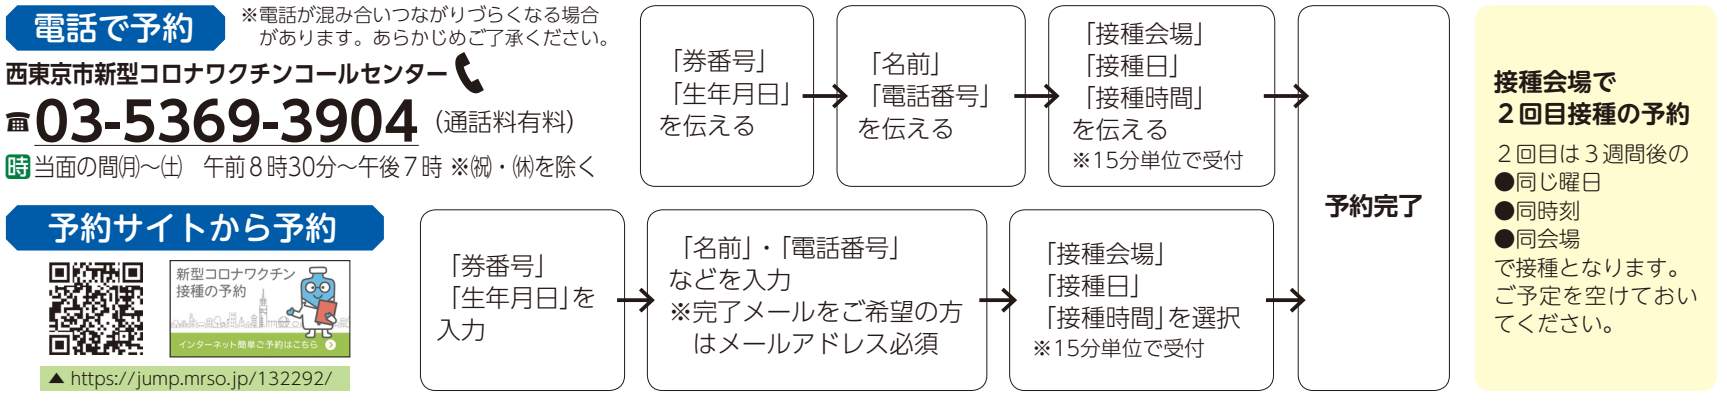 電話で予約
※電話が混み合いつながりづらくなる場合
があります。あらかじめご了承ください。
西東京市新型コロナワクチンコールセンター
☎03-5369-3904（通話料有料）
時 当面の間㈪～㈯　午前８時30分～午後７時 ※㈷・㈹を除く
「券番号」
「生年月日」
を伝える
「名前」
「電話番号」
を伝える
「接種会場」
「接種日」
「接種時間」
を伝える
※15分単位で受付
予約サイトから予約
新型コロナワクチン
接種の予約
インターネット簡単ご予約はこちら
▲ https://jump.mrso.jp/132292/
「券番号」
「生年月日」を
入力
「名前」・「電話番号」
などを入力
※完了メールをご希望の方
はメールアドレス必須
「接種会場」
「接種日」
「接種時間」を選択
※15分単位で受付
予約完了
接種会場で
２回目接種の予約
２回目は３週間後の
●同じ曜日
●同時刻
●同会場
で接種となります。
ご予定を空けておい
てください。